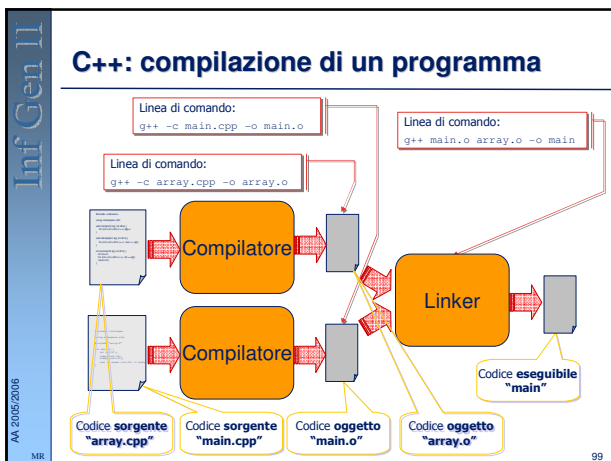 C++: compilazione di un programma
Inf Gen II
Linea di comando:
g++ -c main.cpp -o main.o
Linea di comando:
g++ main.o array.o -o main
Linea di comando:
g++ -c array.cpp -o array.o
Compilatore
Linker
Compilatore
Codice eseguibile
"main"
Codice sorgente
"array.cpp"
Codice sorgente
"main.cpp"
Codice oggetto
"main.o"
Codice oggetto
"array.o"
AA 2005/2006
MR
99